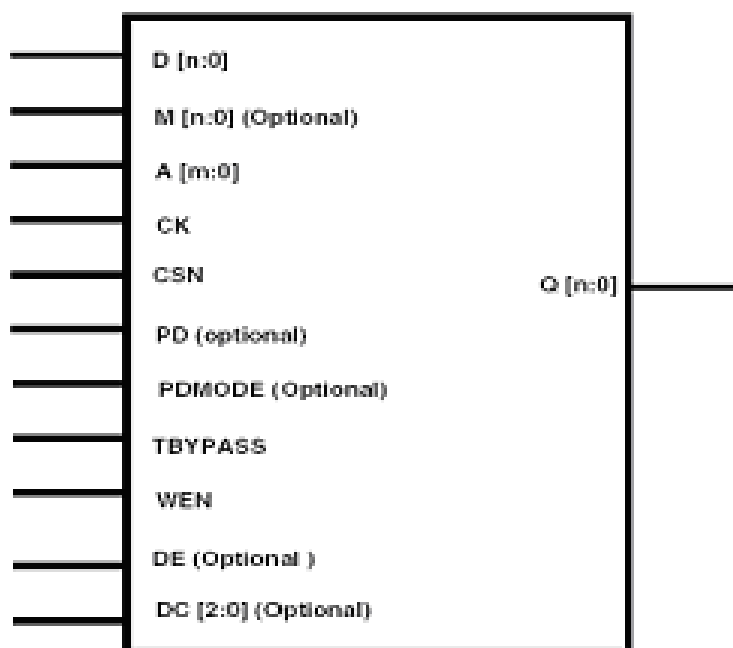 D [n:0]
M [n:0] (Optional)
A [m:0]
CK
CSN
Q [n:0]
PD (optional)
PDMODE (Optional)
TBYPASS
WEN
DE (Optional )
DC [2:0] (Optional)